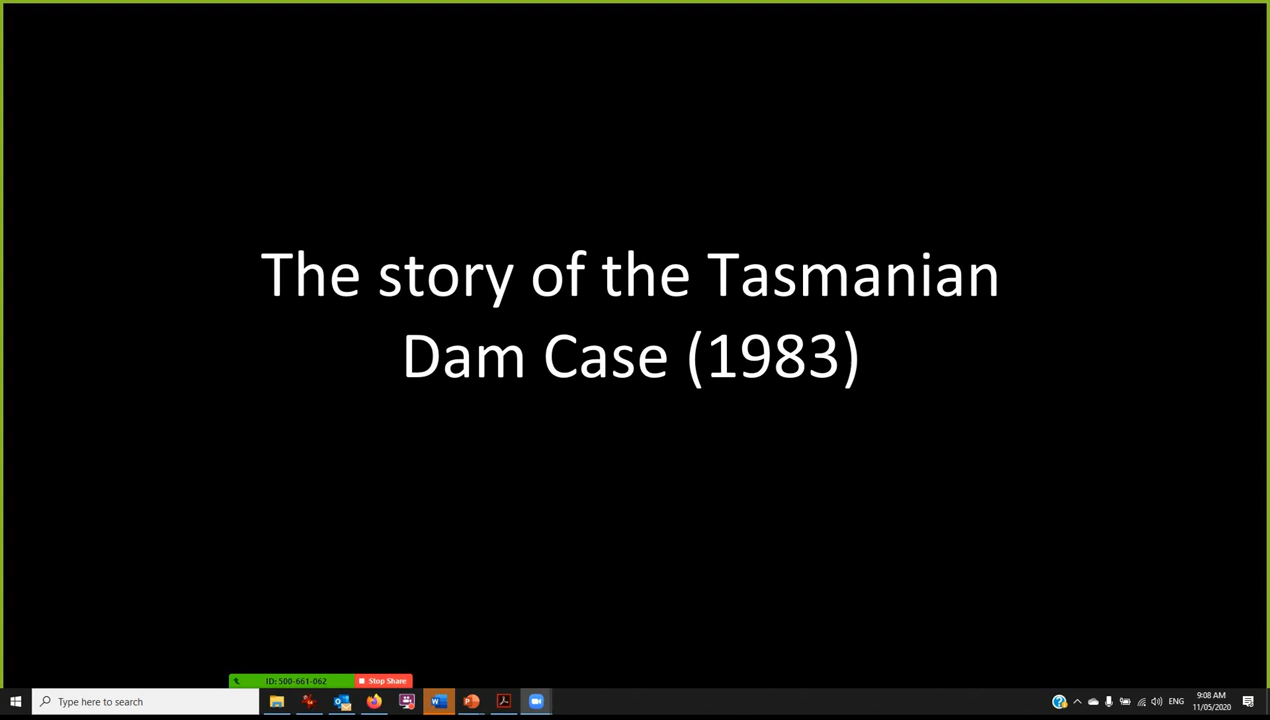 The story of the Tasmanian
Dam Case (1983)
ID: 500-661-062 Stop Share
Type here to search
ENG
9:08 AM
11/05/2020